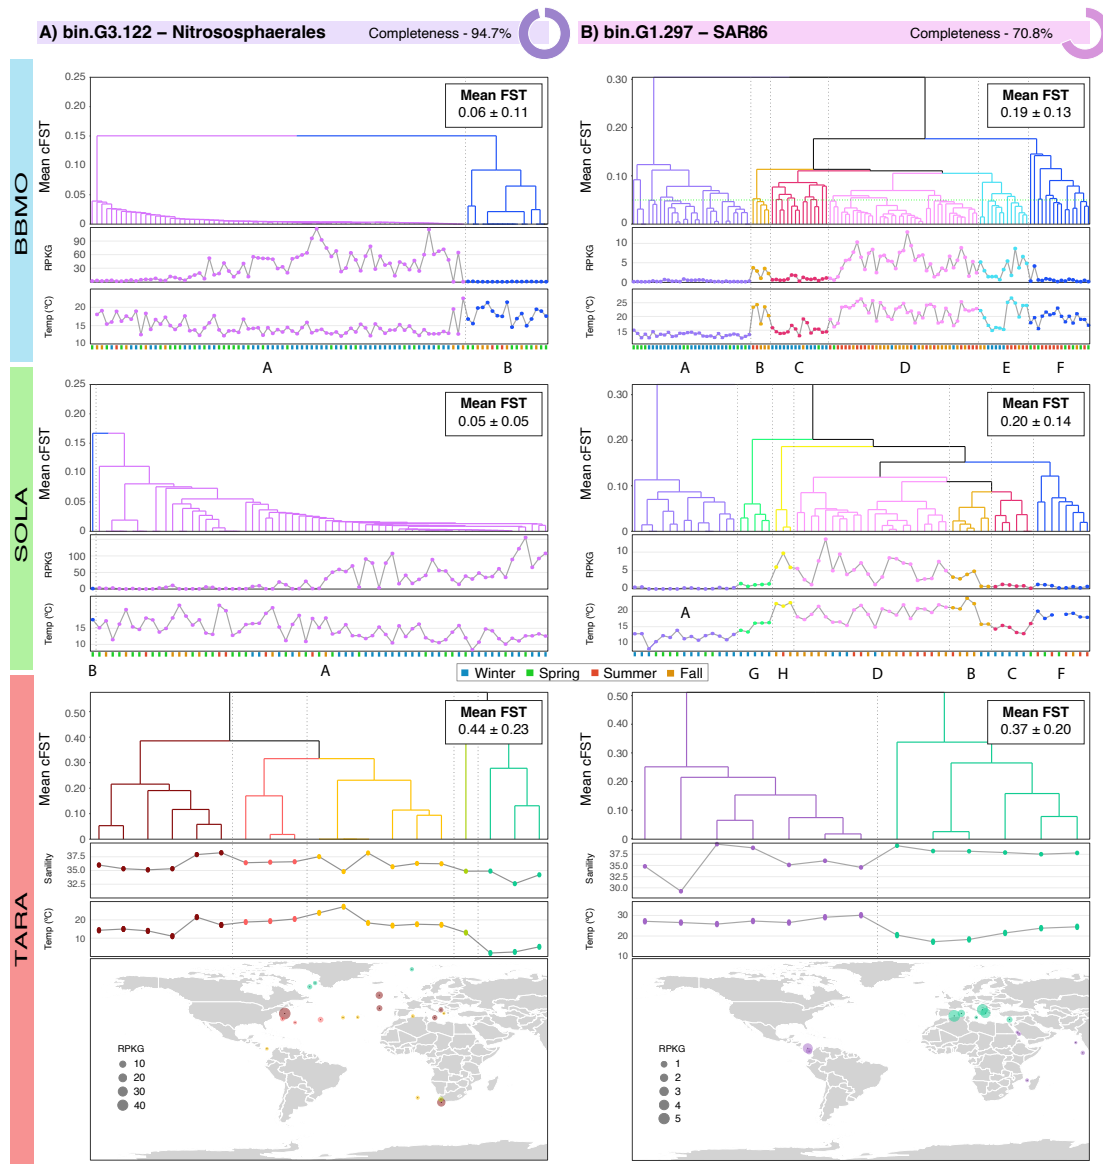 A) bin.G3.122 – Nitrososphaerales Completeness - 94.7%
B) bin.G1.297 – SAR86 Completeness - 70.8%
BBMO
Mean cFST
0.25
0.20
0.15
0.10
0.05
0
Mean FST
0.06 ± 0.11
RPKG
90
60
30
Temp (ºC)
20
15
10
A B
Mean cFST
0.30
0.20
0.10
0
Mean FST
0.19 ± 0.13
RPKG
10
5
0
Temp (ºC)
25
20
15
A B C D E F
SOLA
Mean cFST
0.25
0.20
0.15
0.10
0.05
0
Mean FST
0.05 ± 0.05
RPKG
100
50
0
Temp (ºC)
15
10
B A
Mean cFST
0.30
0.20
0.10
0
Mean FST
0.20 ± 0.14
RPKG
10
5
0
Temp (ºC)
20
15
10
A
G H D B C F
Winter Spring Summer Fall
TARA
Mean cFST
0.50
0.40
0.30
0.20
0.10
0
Mean FST
0.44 ± 0.23
Sanility
37.5
35.0
32.5
Temp (ºC)
20
10
RPKG
10
20
30
40
Mean cFST
0.50
0.40
0.30
0.20
0.10
0
Mean FST
0.37 ± 0.20
Sanility
37.5
35.0
32.5
30.0
Temp (ºC)
30
20
10
RPKG
1
2
3
4
5